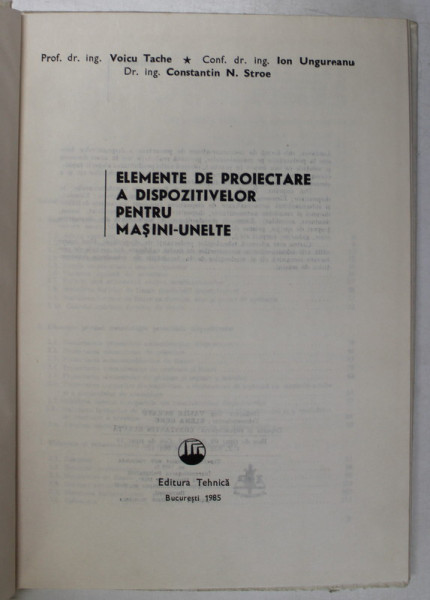 Prof. dr. ing. Voicu Tache ★ Conf. dr. ing. Ion Ungureanu
Dr. ing. Constantin N. Stroe
ELEMENTE DE PROIECTARE
A DISPOZITIVELOR
PENTRU
MAȘINI-UNELTE
Editura Tehnică
București 1985